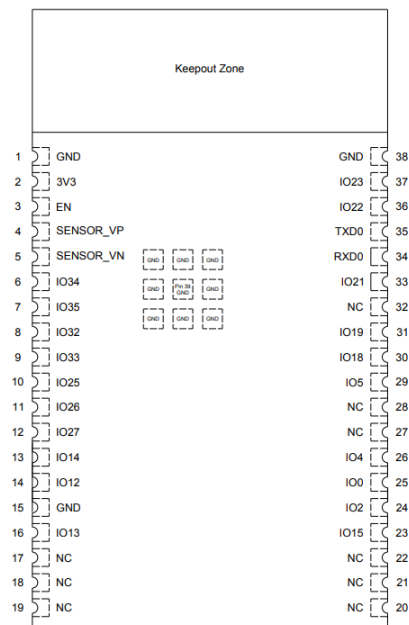 Keepout Zone
1 GND GND 38
2 3V3 IO23 37
3 EN IO22 36
4 SENSOR_VP TXD0 35
5 SENSOR_VN GND GND GND RXD0 34
6 IO34 GND Pin 39 GND GND IO21 33
7 IO35 NC 32
GND GND GND
8 IO32 IO19 31
9 IO33 IO18 30
10 IO25 IO5 29
11 IO26 NC 28
12 IO27 NC 27
13 IO14 IO4 26
14 IO12 IO0 25
15 GND IO2 24
16 IO13 IO15 23
17 NC NC 22
18 NC NC 21
19 NC NC 20